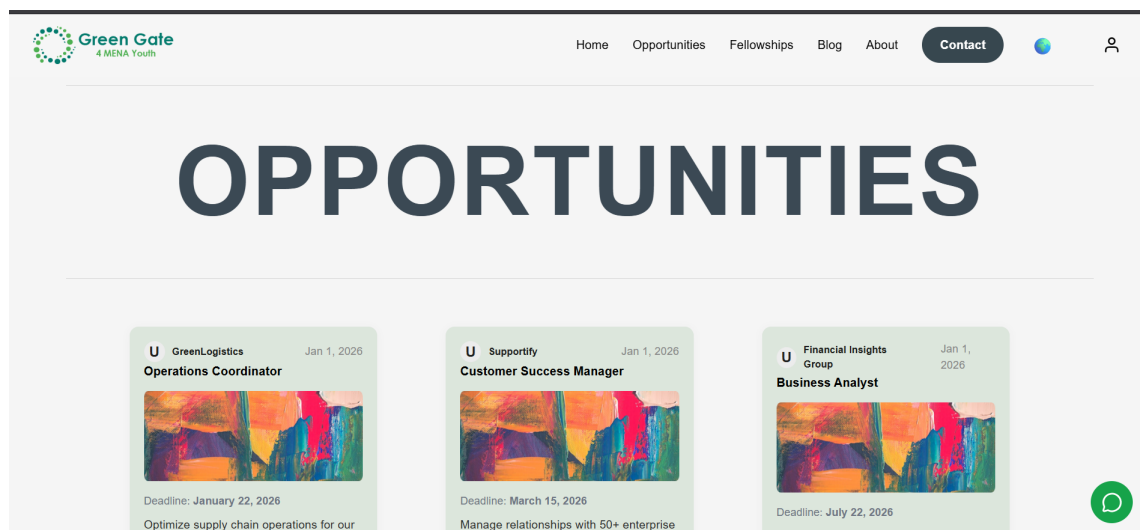 Green Gate
4 MENA Youth
Home Opportunities Fellowships Blog About Contact
OPPORTUNITIES
U GreenLogistics Jan 1, 2026
Operations Coordinator
Deadline: January 22, 2026
Optimize supply chain operations for our
U Supportify Jan 1, 2026
Customer Success Manager
Deadline: March 15, 2026
Manage relationships with 50+ enterprise
U Financial Insights Group Jan 1, 2026
Business Analyst
Deadline: July 22, 2026